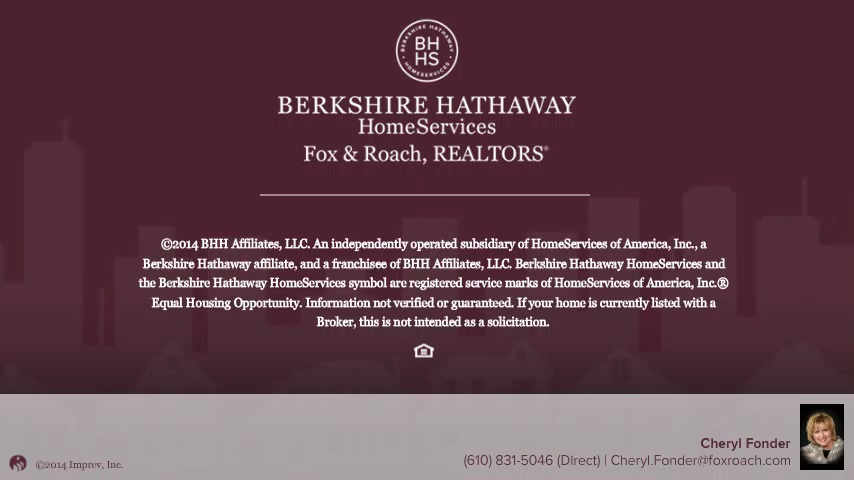 BERKSHIRE HATHAWAY
HOMESERVICES
BH
HS
BERKSHIRE HATHAWAY
HomeServices
Fox & Roach, REALTORS®
©2014 BHH Affiliates, LLC. An independently operated subsidiary of HomeServices of America, Inc., a
Berkshire Hathaway affiliate, and a franchisee of BHH Affiliates, LLC. Berkshire Hathaway HomeServices and
the Berkshire Hathaway HomeServices symbol are registered service marks of HomeServices of America, Inc.®
Equal Housing Opportunity. Information not verified or guaranteed. If your home is currently listed with a
Broker, this is not intended as a solicitation.
Cheryl Fonder
(610) 831-5046 (Direct) | Cheryl.Fonder@foxroach.com
©2014 Imprev, Inc.